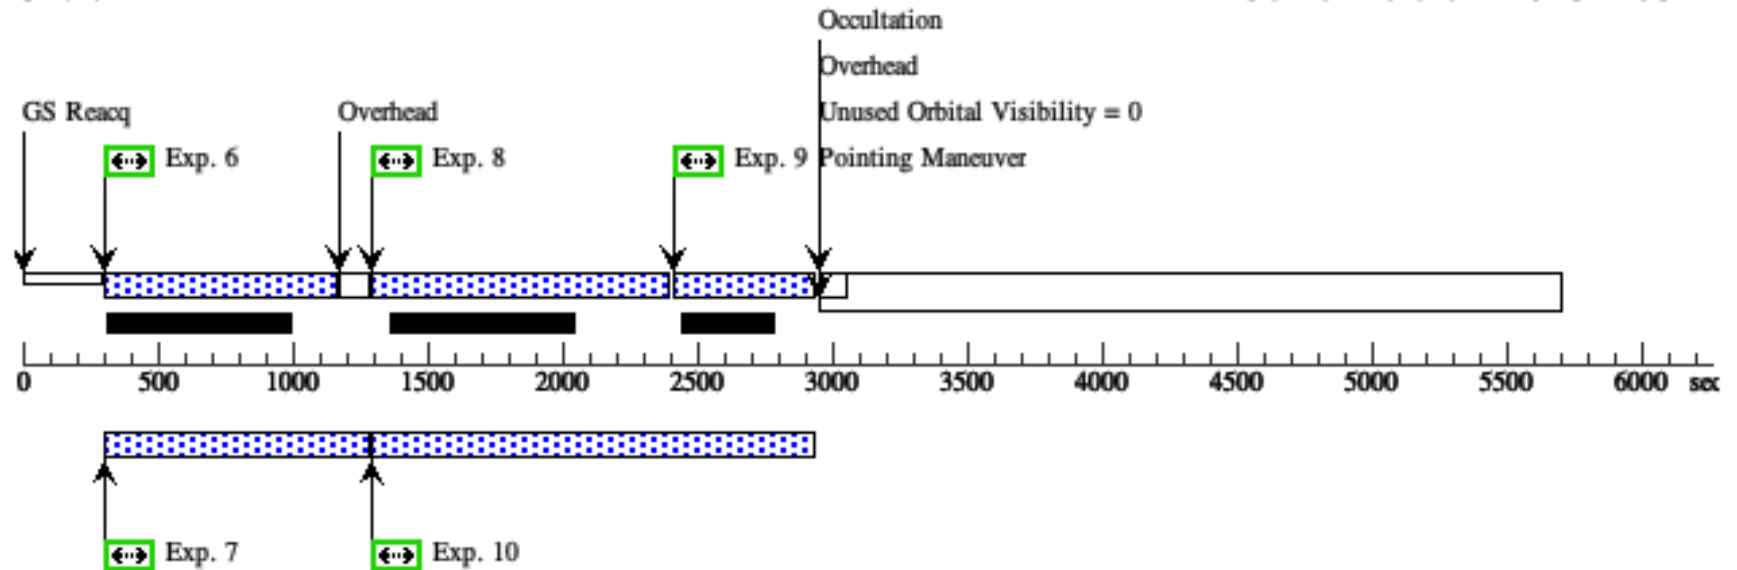 Occultation
Overhead
GS Reacq Overhead Unused Orbital Visibility = 0
Exp. 6 Exp. 8 Exp. 9 Pointing Maneuver
0 500 1000 1500 2000 2500 3000 3500 4000 4500 5000 5500 6000 sec
Exp. 7 Exp. 10